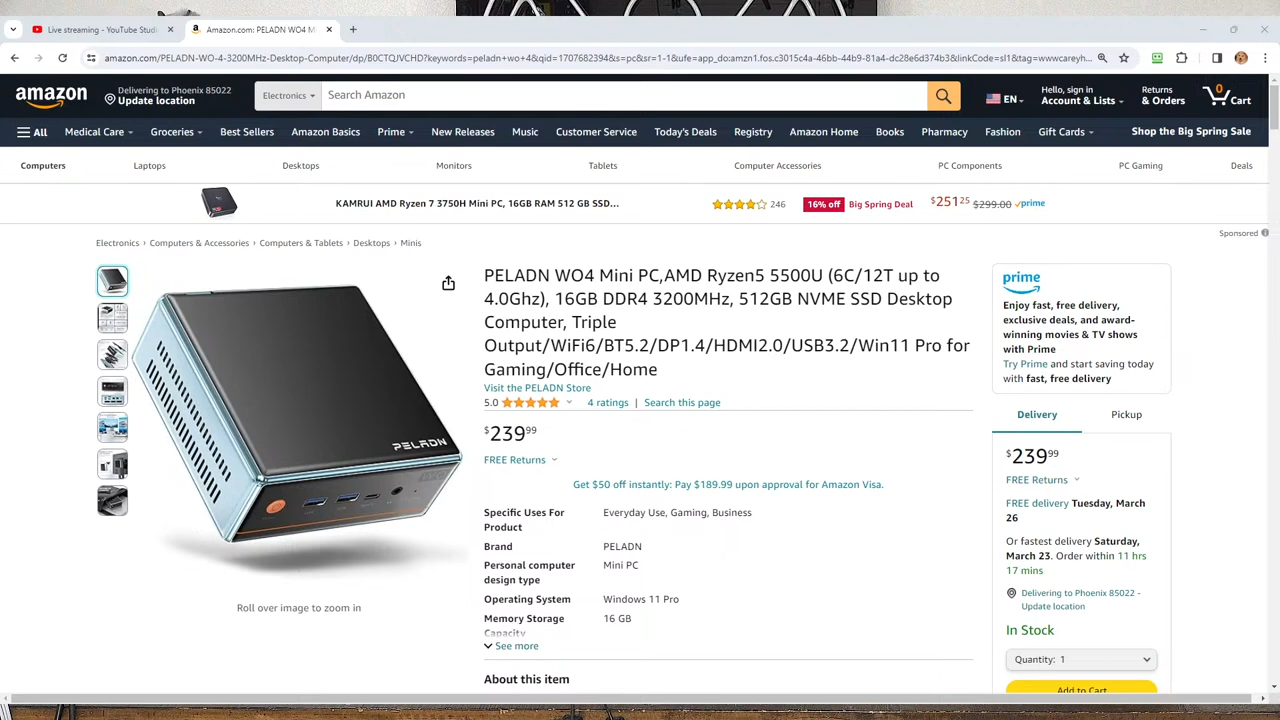 Live streaming - YouTube Studi
Amazon.com: PELADN WO4 Mi
amazon.com/PELADN-WO-4-3200MHz-Desktop-Computer/dp/B0CTQJVCHD?keywords=peladn+wo+4&qid=1707682394&s=pc&sr=1-1&ufe=app_do:amzn1.fos.c3015c4a-46bb-44b9-81a4-dc28e6d374b3&linkCode=sl1&tag=wwwcareyh...
amazon
Delivering to Phoenix 85022
Update location
Electronics
Search Amazon
EN
Hello, sign in
Account & Lists
Returns
& Orders
0
Cart
All
Medical Care
Groceries
Best Sellers
Amazon Basics
Prime
New Releases
Music
Customer Service
Today's Deals
Registry
Amazon Home
Books
Pharmacy
Fashion
Gift Cards
Shop the Big Spring Sale
Computers
Laptops
Desktops
Monitors
Tablets
Computer Accessories
PC Components
PC Gaming
Deals
KAMRUI AMD Ryzen 7 3750H Mini PC, 16GB RAM 512 GB SSD...
246
16% off
Big Spring Deal
$251.25
$299.00
prime
Sponsored
Electronics › Computers & Accessories › Computers & Tablets › Desktops › Minis
PELADN
PELADN WO4 Mini PC,AMD Ryzen5 5500U (6C/12T up to
4.0Ghz), 16GB DDR4 3200MHz, 512GB NVME SSD Desktop
Computer, Triple
Output/WiFi6/BT5.2/DP1.4/HDMI2.0/USB3.2/Win11 Pro for
Gaming/Office/Home
Visit the PELADN Store
5.0
4 ratings | Search this page
$239.99
FREE Returns
Get $50 off instantly: Pay $189.99 upon approval for Amazon Visa.
Specific Uses For
Product
Everyday Use, Gaming, Business
Brand
PELADN
Personal computer
design type
Mini PC
Operating System
Windows 11 Pro
Memory Storage
Capacity
16 GB
See more
About this item
Roll over image to zoom in
prime
Enjoy fast, free delivery,
exclusive deals, and award-
winning movies & TV shows
with Prime
Try Prime and start saving today
with fast, free delivery
Delivery
Pickup
$239.99
FREE Returns
FREE delivery Tuesday, March
26
Or fastest delivery Saturday,
March 23. Order within 11 hrs
17 mins
Delivering to Phoenix 85022 -
Update location
In Stock
Quantity: 1
Add to Cart